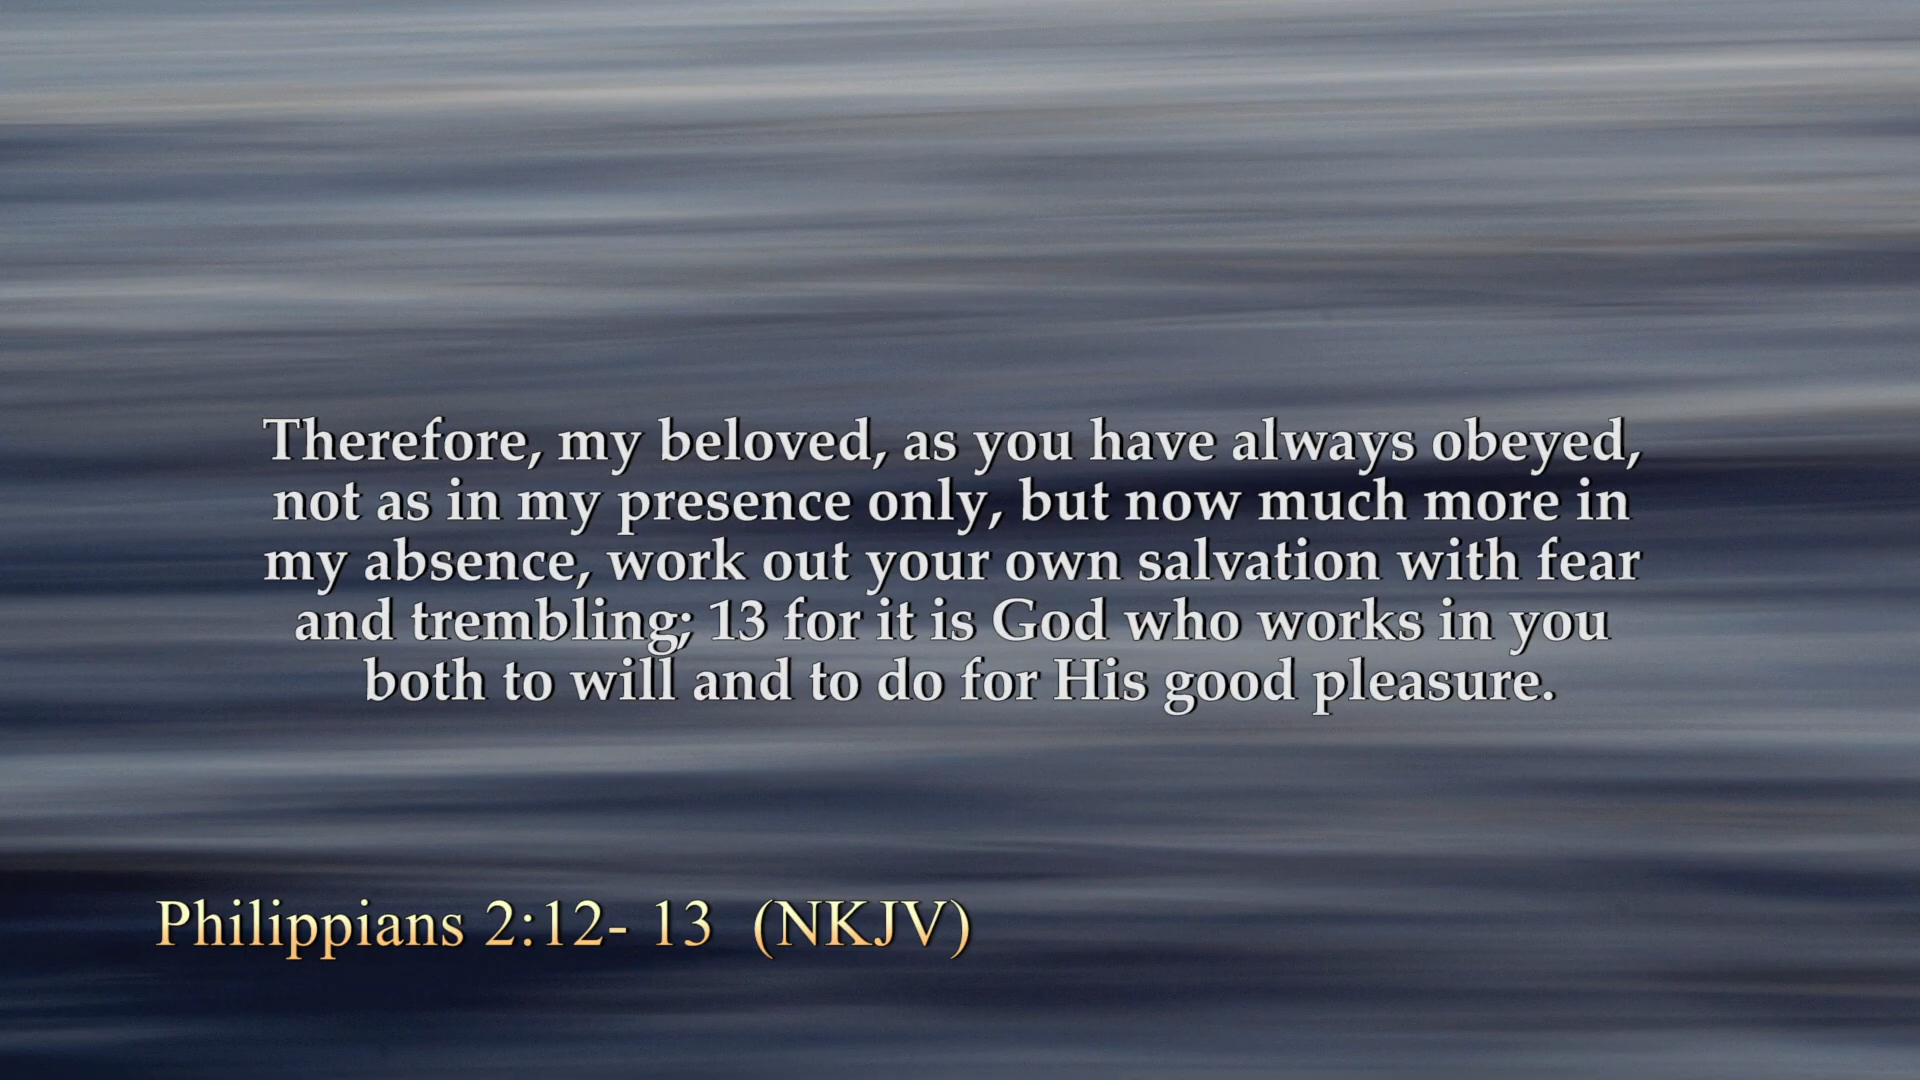 Therefore, my beloved, as you have always obeyed,
not as in my presence only, but now much more in
my absence, work out your own salvation with fear
and trembling; 13 for it is God who works in you
both to will and to do for His good pleasure.
Philippians 2:12- 13  (NKJV)